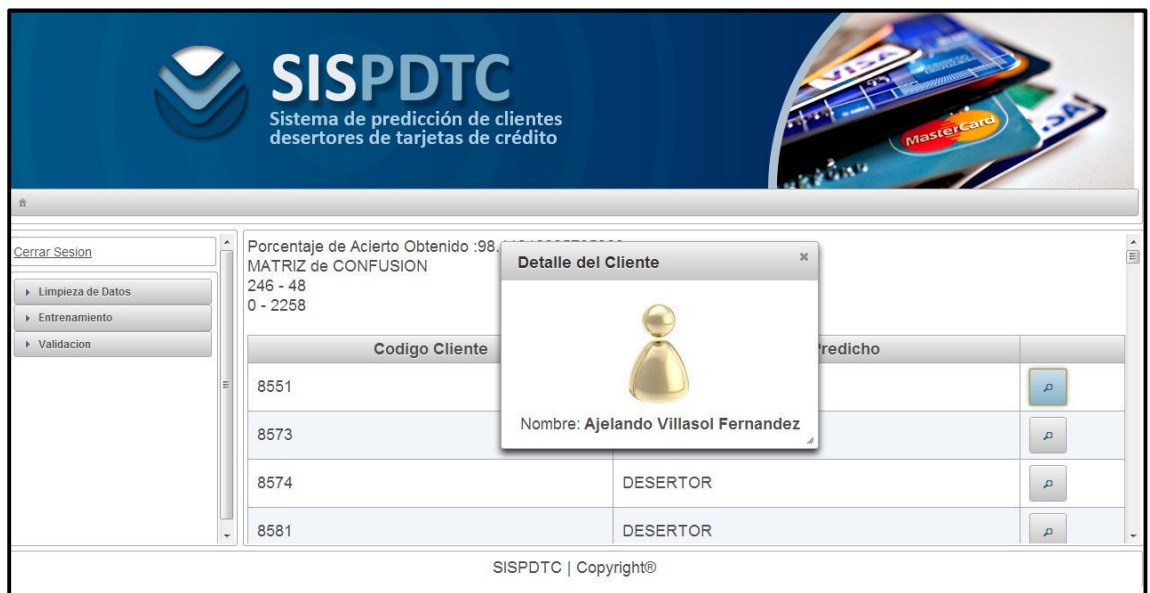 SISPDTC
Sistema de predicción de clientes
desertores de tarjetas de crédito
VISA
MasterCard
Cerrar Sesion
Limpieza de Datos
Entrenamiento
Validacion
Porcentaje de Acierto Obtenido :98.
MATRIZ de CONFUSION
246 - 48
0 - 2258
Detalle del Cliente
Nombre: Ajelando Villasol Fernandez
Codigo Cliente Predicho
8551
8573
8574 DESERTOR
8581 DESERTOR
SISPDTC | Copyright®